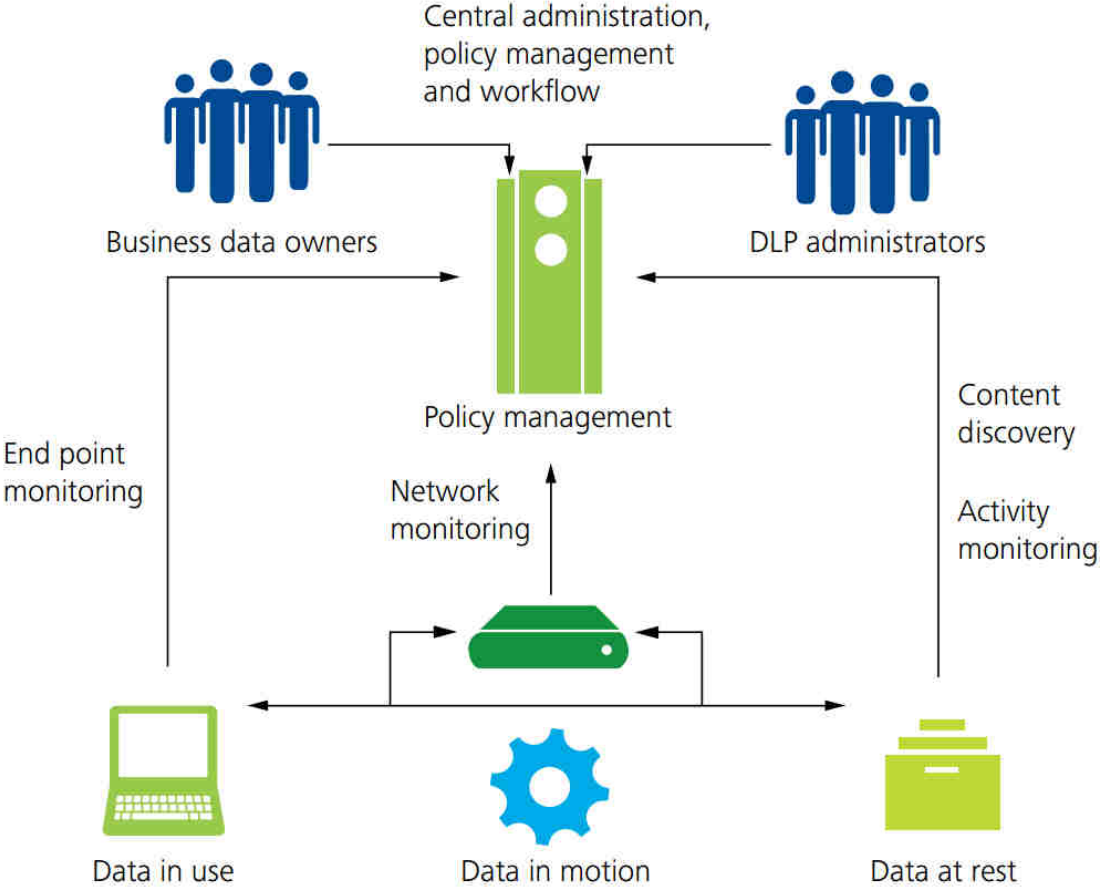 Central administration,
policy management
and workflow
Business data owners
DLP administrators
Policy management
End point
monitoring
Network
monitoring
Content
discovery
Activity
monitoring
Data in use
Data in motion
Data at rest